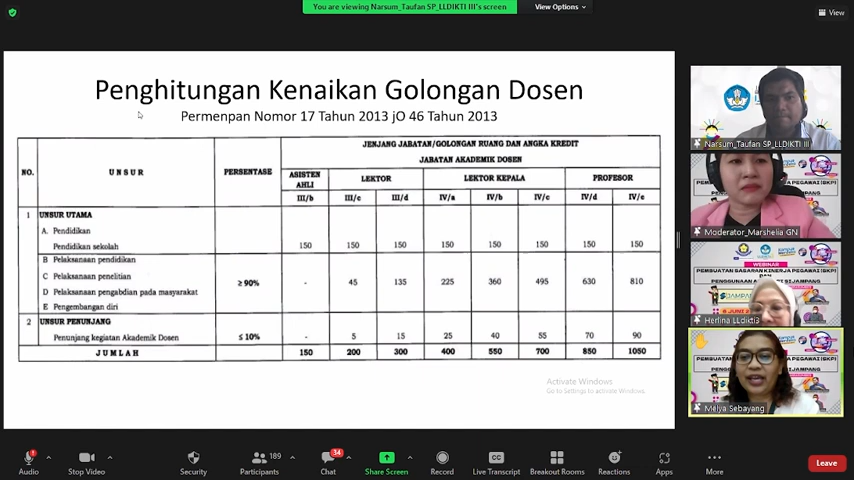 You are viewing Narsum_Taufan SP_LLDIKTI III's screen
View Options
View
Penghitungan Kenaikan Golongan Dosen
Permenpan Nomor 17 Tahun 2013 jO 46 Tahun 2013
NO.
UNSUR
PERSENTASE
JENJANG JABATAN/GOLONGAN RUANG DAN ANGKA KREDIT
JABATAN AKADEMIK DOSEN
ASISTEN AHLI
LEKTOR
LEKTOR KEPALA
PROFESOR
III/b III/c III/d IV/a IV/b IV/c IV/d IV/e
1 UNSUR UTAMA
A. Pendidikan
Pendidikan sekolah 150 150 150 150 150 150 150 150
B Pelaksanaan pendidikan
C Pelaksanaan penelitian
≥ 90% - 45 135 225 360 495 630 810
D Pelaksanaan pengabdian pada masyarakat
E Pengembangan diri
2 UNSUR PENUNJANG
Penunjang kegiatan Akademik Dosen ≤ 10% - 5 15 25 40 55 70 90
JUMLAH 150 200 300 400 550 700 850 1050
Activate Windows
Go to Settings to activate Windows.
Narsum_Taufan SP_LLDIKTI III
Moderator_Marshelia GN
WEBINAR
PEMBUATAN SASARAN KINERJA PEGAWAI (SKP)
Herlina LLdikti3
Melya Sebayang
Audio
Stop Video
Security
Participants
189
Chat
34
Share Screen
Record
Live Transcript
Breakout Rooms
Reactions
Apps
More
Leave